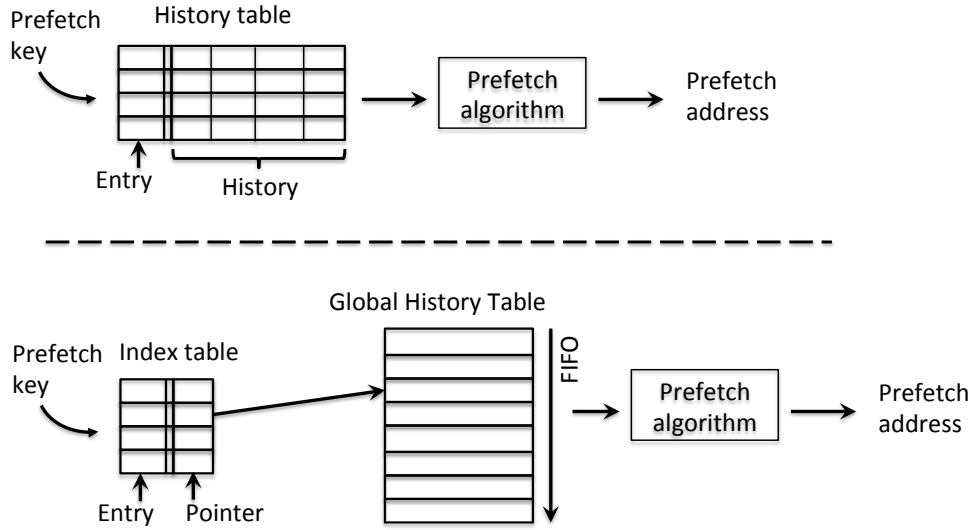 Prefetch
key
History table
Prefetch
algorithm
Prefetch
address
Entry
History
Global History Table
Prefetch
key
Index table
FIFO
Prefetch
algorithm
Prefetch
address
Entry
Pointer